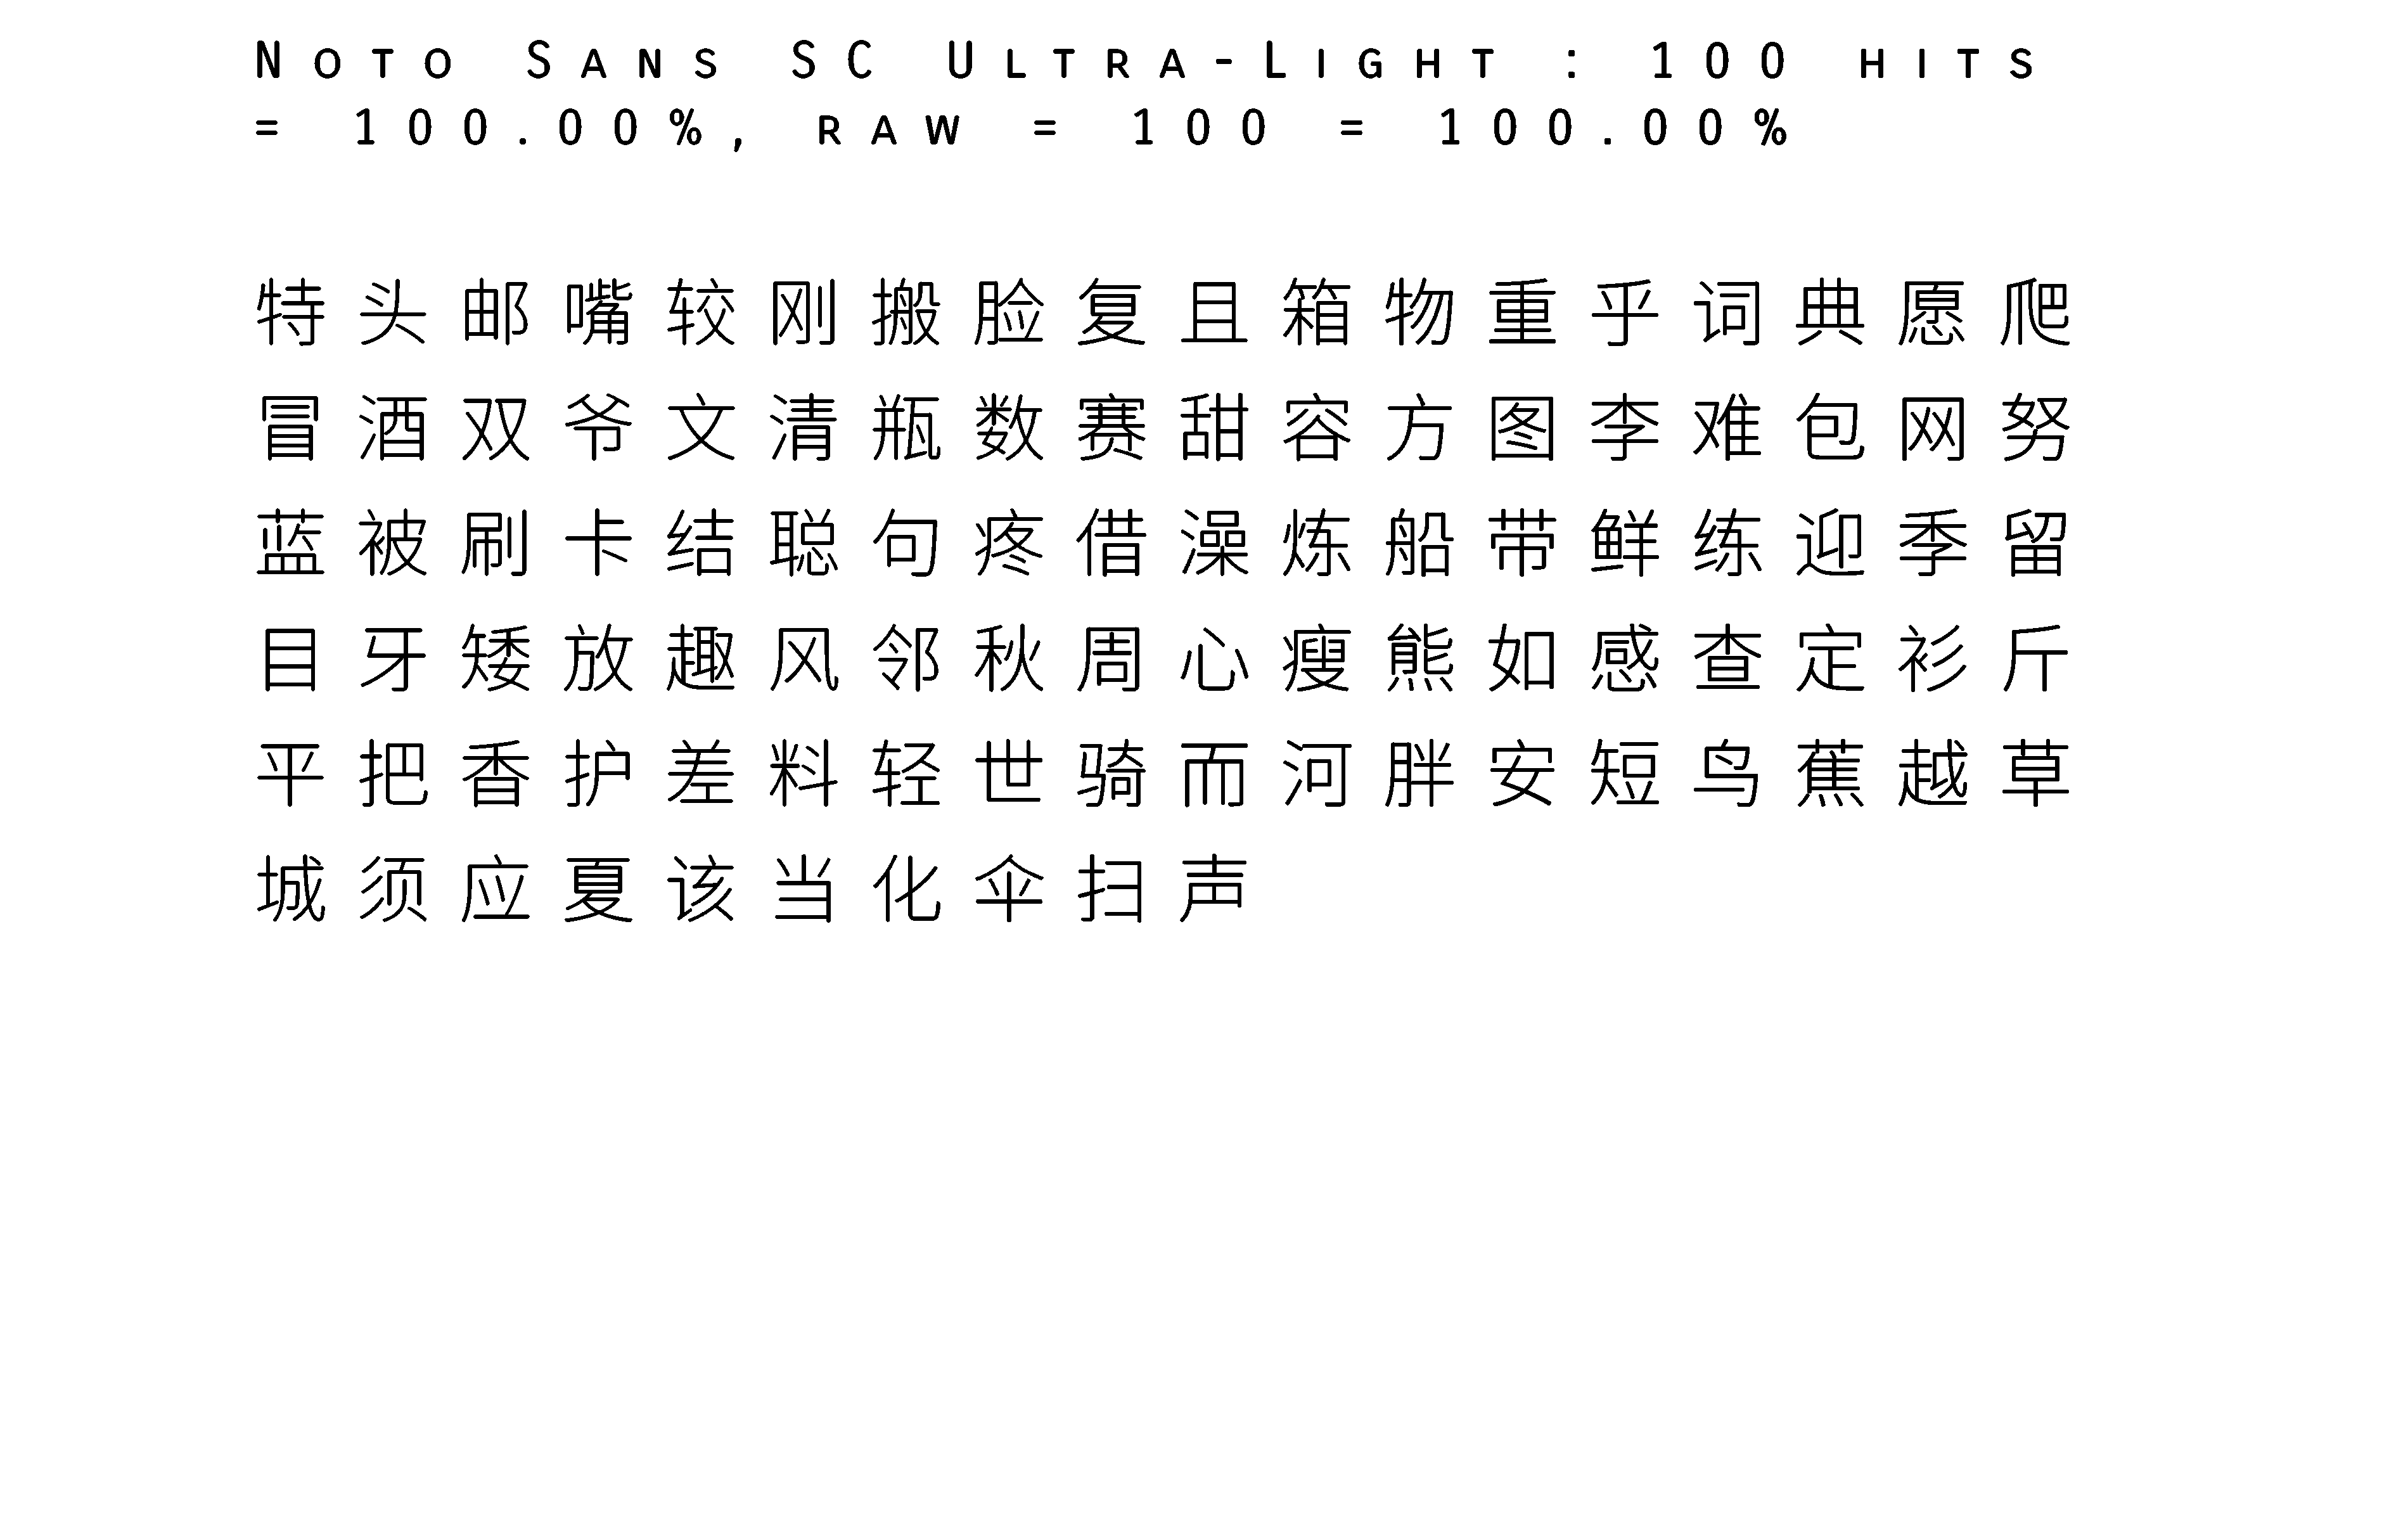 Noto Sans SC Ultra-Light : 100 hits
= 100.00%, raw = 100 = 100.00%
特头邮嘴较刚搬脸复且箱物重乎词典愿爬
冒酒双爷文清瓶数赛甜容方图李难包网努
蓝被刷卡结聪句疼借澡炼船带鲜练迎季留
目牙矮放趣风邻秋周心瘦熊如感查定衫斤
平把香护差料轻世骑而河胖安短鸟蕉越草
城须应夏该当化伞扫声